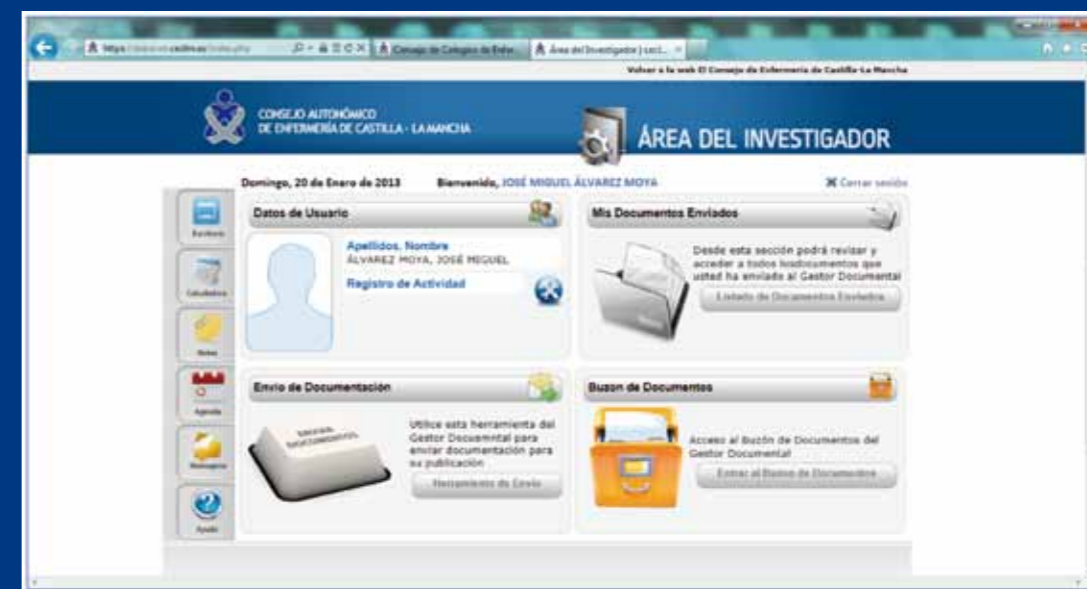 Volver a la web El Consejo de Enfermería de Castilla-La Mancha
CONSEJO AUTONÓMICO
DE ENFERMERÍA DE CASTILLA - LA MANCHA
ÁREA DEL INVESTIGADOR
Domingo, 20 de Enero de 2013
Bienvenido, JOSÉ MIGUEL ÁLVAREZ MOYA
Cerrar sesión
Escritorio
Calculadora
Notas
Agenda
Mensajería
Ayuda
Datos de Usuario
Apellidos, Nombre
ÁLVAREZ MOYA, JOSÉ MIGUEL
Registro de Actividad
Mis Documentos Enviados
Desde esta sección podrá revisar y
acceder a todos losdocumentos que
usted ha enviado al Gestor Documental
Listado de Documentos Enviados
Envío de Documentación
ENVIAR
DOCUMENTOS
Utilice esta herramienta del
Gestor Docuemntal para
enviar documentación para
su publicación
Herramienta de Envío
Buzon de Documentos
Acceso al Buzón de Documentos del
Gestor Documental
Entrar al Buzon de Documentos